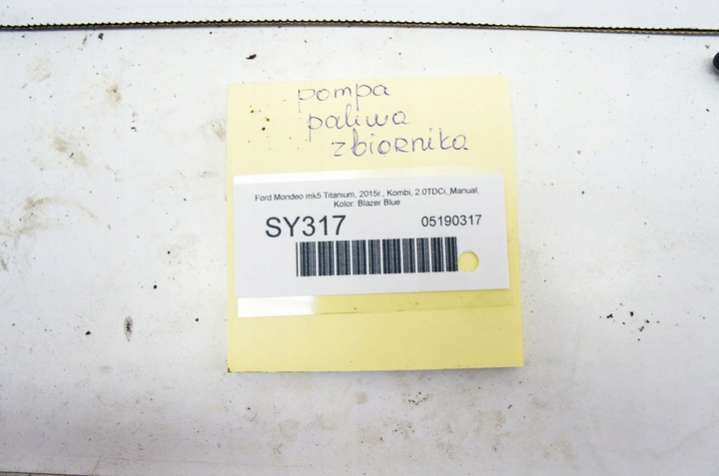 pompa
paliwa
zbiornika
Ford Mondeo mk5 Titanium, 2015r., Kombi, 2.0TDCi, Manual,
Kolor: Blazer Blue
SY317
05190317